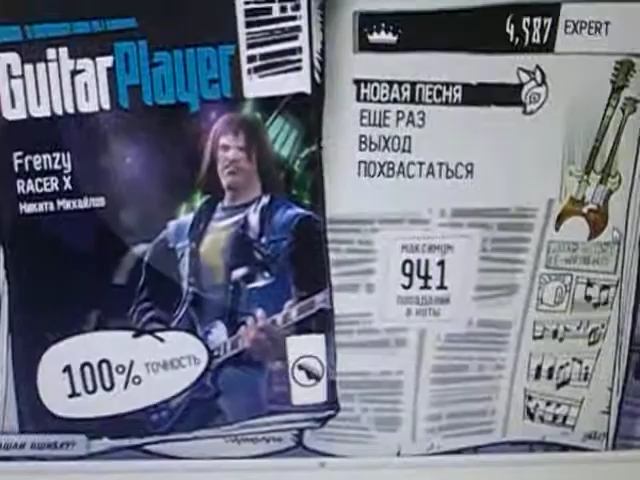 GuitarPlayer
Frenzy
RACER X
Никита Михайлов
100% ТОЧНОСТЬ
4,587 EXPERT
НОВАЯ ПЕСНЯ
ЕЩЕ РАЗ
ВЫХОД
ПОХВАСТАТЬСЯ
МАКСИМУМ
941
ПОПАДАНИЙ
В НОТЫ